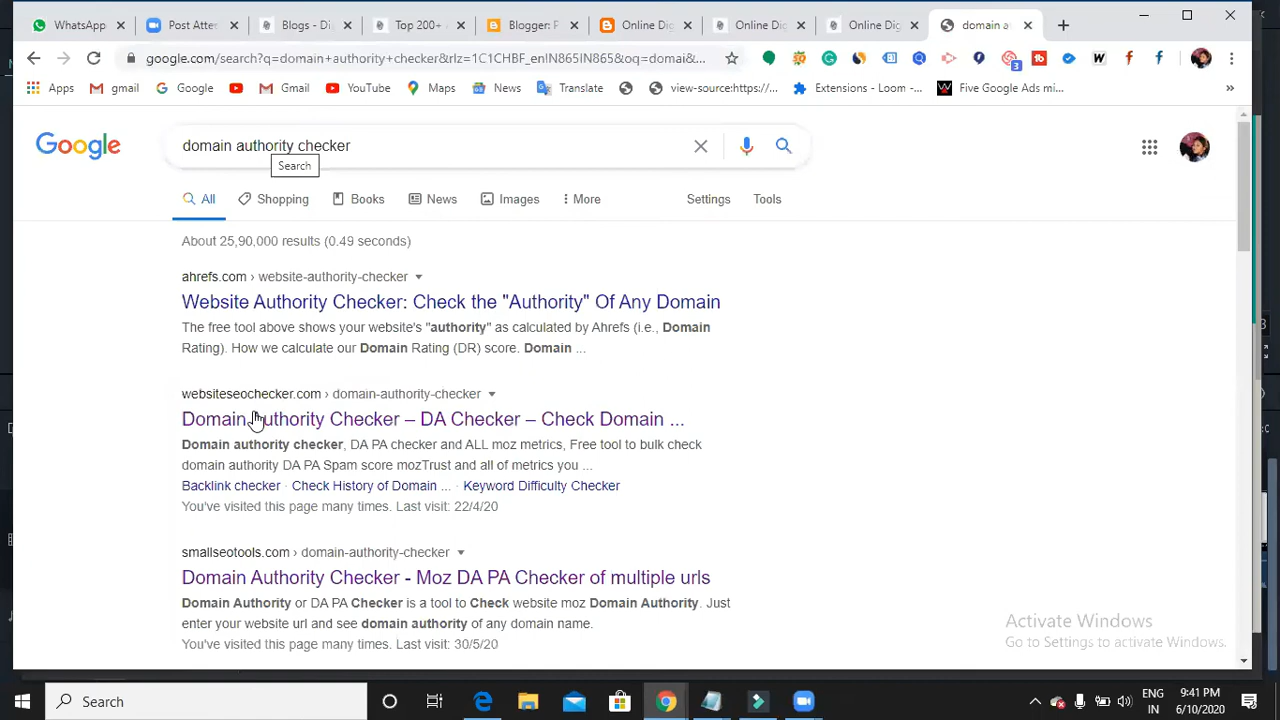 WhatsApp
Post Attes
Blogs - Di
Top 200+
Blogger:
Online Dig
Online Dig
Online Dig
domain a
google.com/search?q=domain+authority+checker&rlz=1C1CHBF_enIN865IN865&oq=domai&...
3
Apps
gmail
Google
Gmail
YouTube
Maps
News
Translate
view-source:https://...
Extensions - Loom -...
Five Google Ads mi...
»
Google
domain authority checker
Search
All
Shopping
Books
News
Images
More
Settings
Tools
About 25,90,000 results (0.49 seconds)
ahrefs.com › website-authority-checker
Website Authority Checker: Check the "Authority" Of Any Domain
The free tool above shows your website's "authority" as calculated by Ahrefs (i.e., Domain
Rating). How we calculate our Domain Rating (DR) score. Domain ...
websiteseochecker.com › domain-authority-checker
Domain Authority Checker – DA Checker – Check Domain ...
Domain authority checker, DA PA checker and ALL moz metrics, Free tool to bulk check
domain authority DA PA Spam score mozTrust and all of metrics you ...
Backlink checker · Check History of Domain ... · Keyword Difficulty Checker
You've visited this page many times. Last visit: 22/4/20
smallseotools.com › domain-authority-checker
Domain Authority Checker - Moz DA PA Checker of multiple urls
Domain Authority or DA PA Checker is a tool to Check website moz Domain Authority. Just
enter your website url and see domain authority of any domain name.
You've visited this page many times. Last visit: 30/5/20
Activate Windows
Go to Settings to activate Windows.
Search
ENG
IN
9:41 PM
6/10/2020